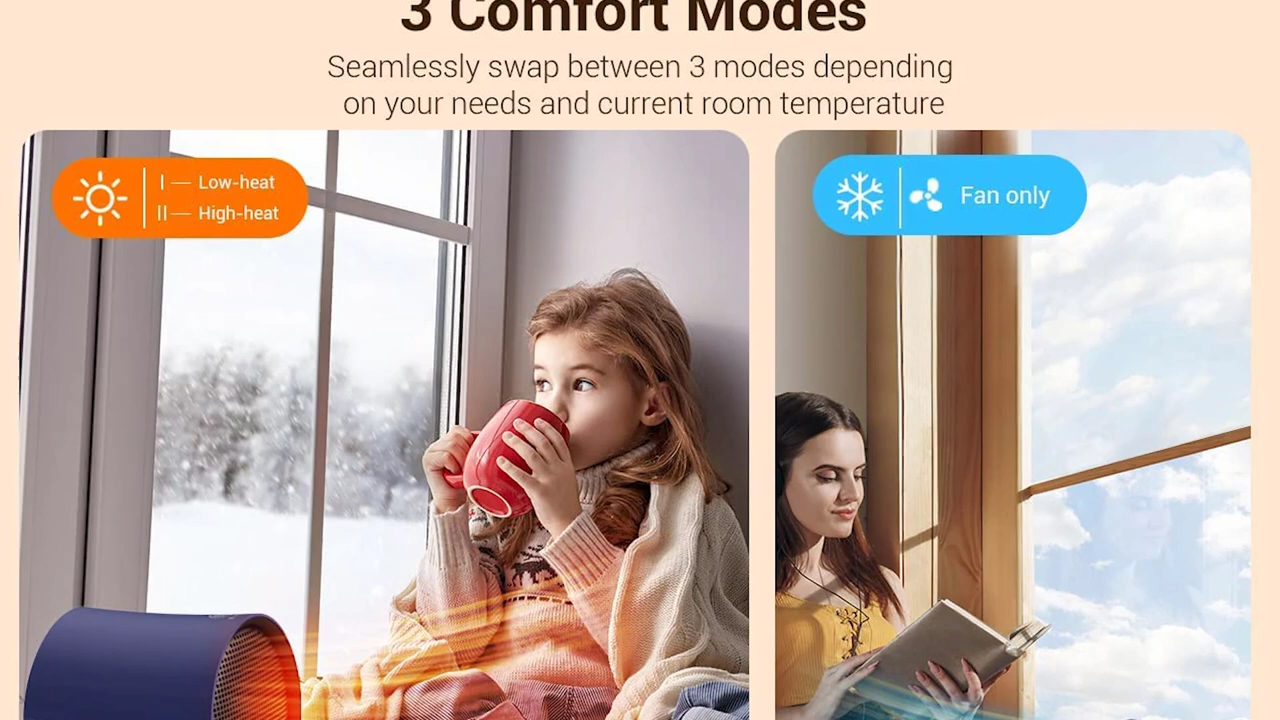 3 Comfort Modes
Seamlessly swap between 3 modes depending
on your needs and current room temperature
I — Low-heat
II — High-heat
Fan only